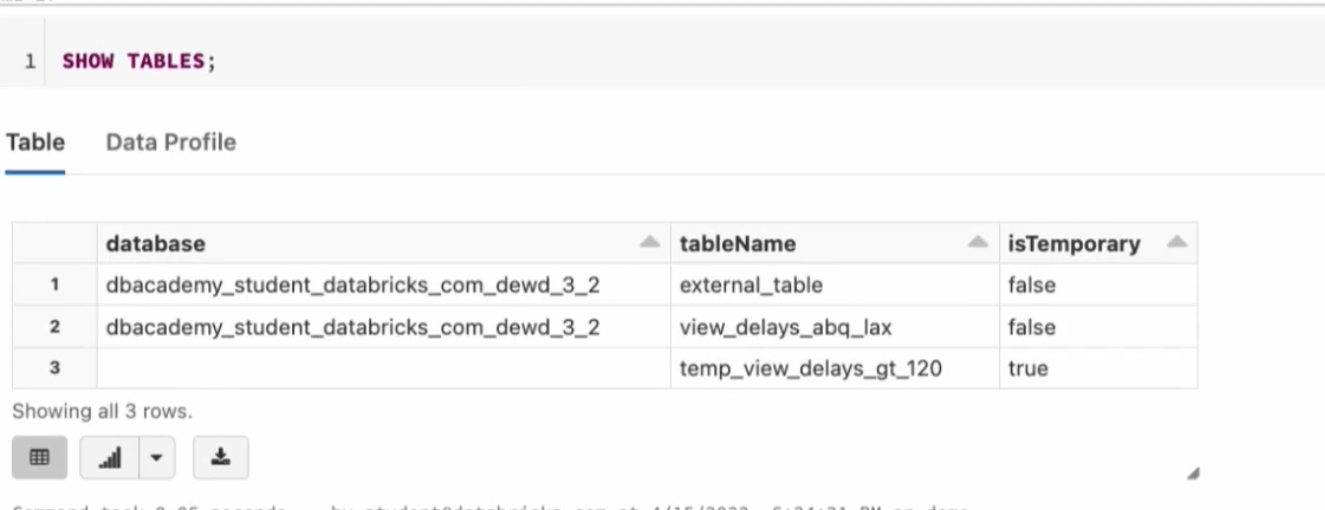 1 SHOW TABLES;
Table Data Profile
database tableName isTemporary
1 dbacademy_student_databricks_com_dewd_3_2 external_table false
2 dbacademy_student_databricks_com_dewd_3_2 view_delays_abq_lax false
3 temp_view_delays_gt_120 true
Showing all 3 rows.